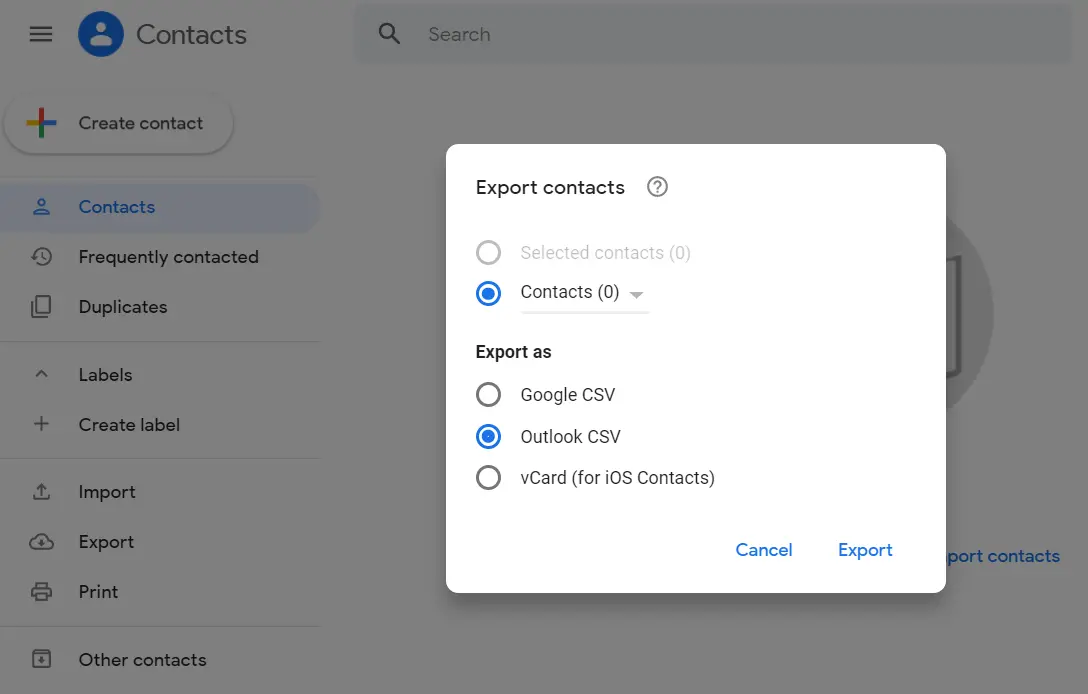 Contacts
Search
Create contact
Contacts
Frequently contacted
Duplicates
Labels
Create label
Import
Export
Print
Other contacts
Export contacts ?
Selected contacts (0)
Contacts (0)
Export as
Google CSV
Outlook CSV
vCard (for iOS Contacts)
Cancel Export
port contacts